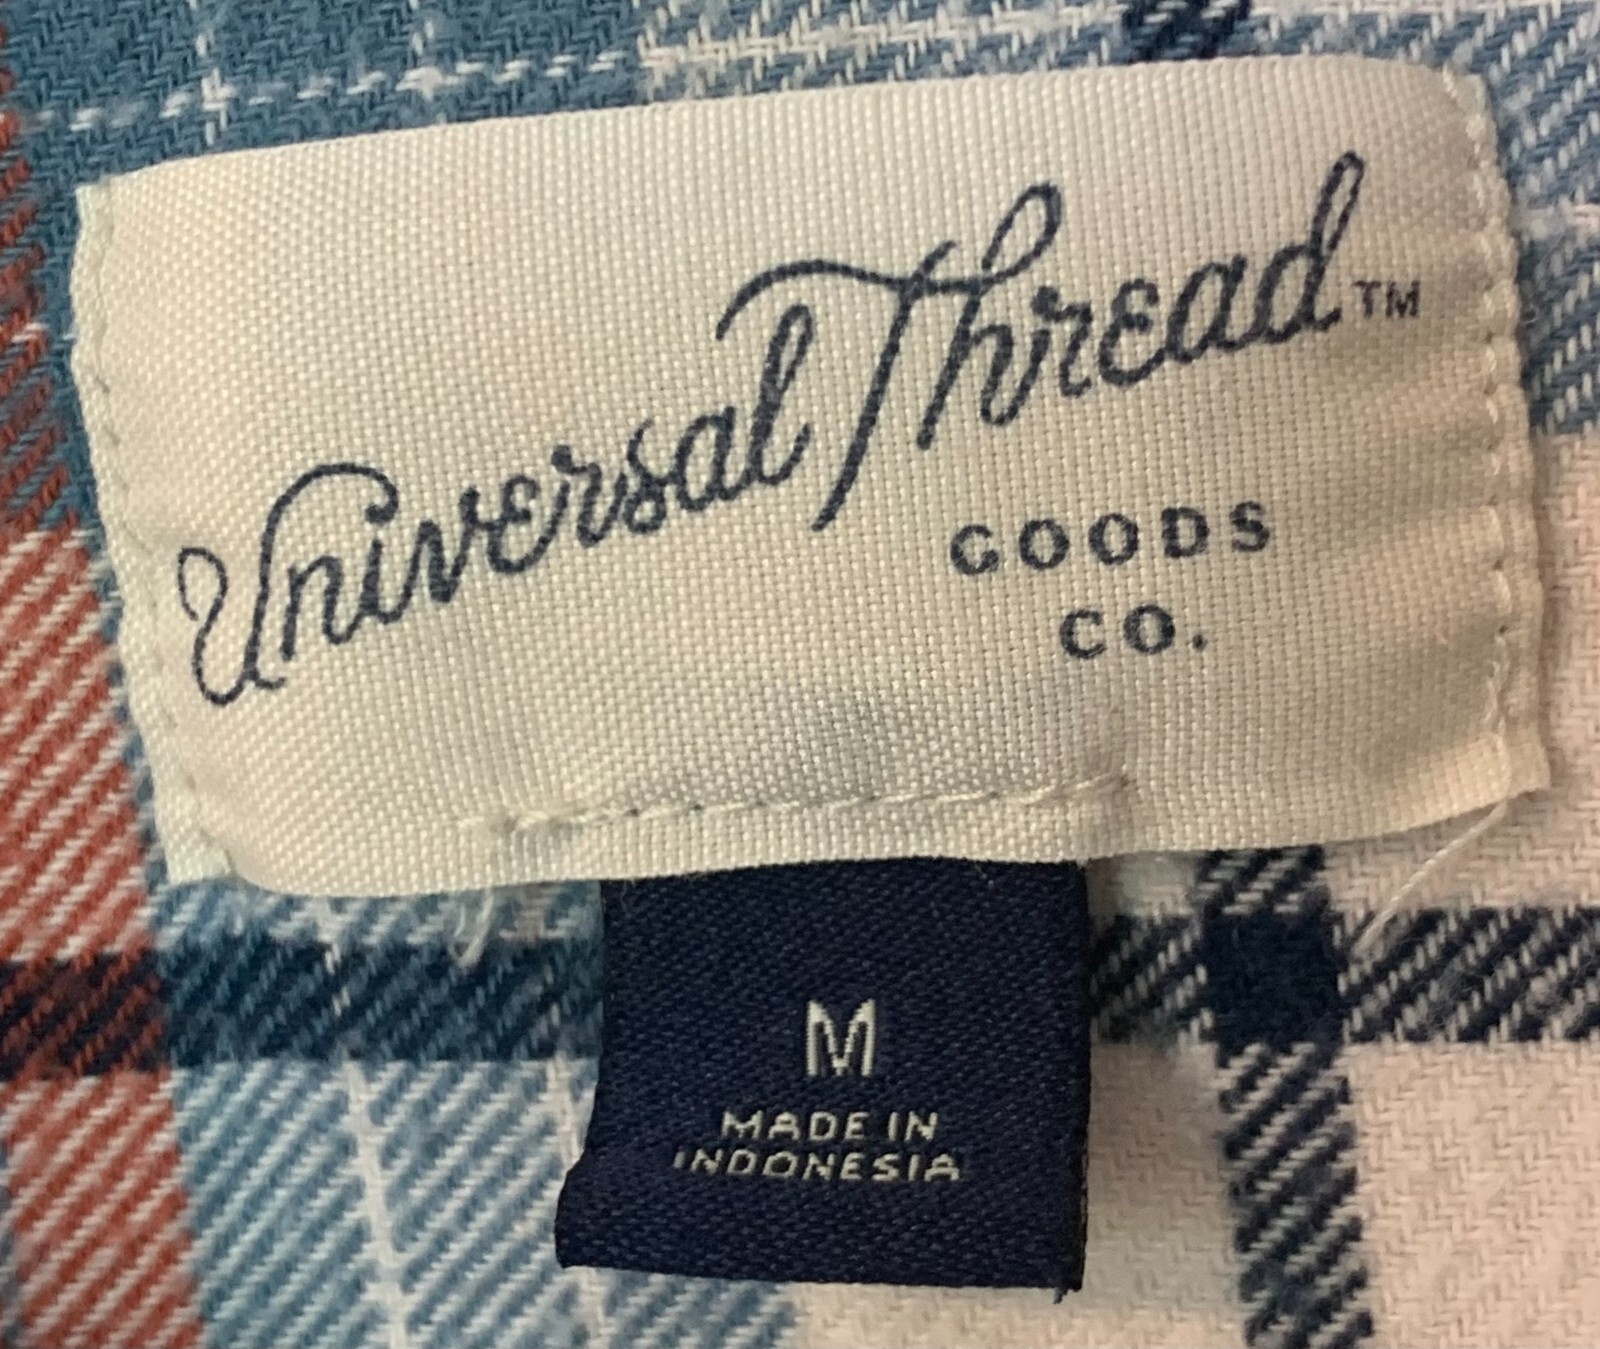 Universal Thread™
GOODS
CO.
M
MADE IN
INDONESIA